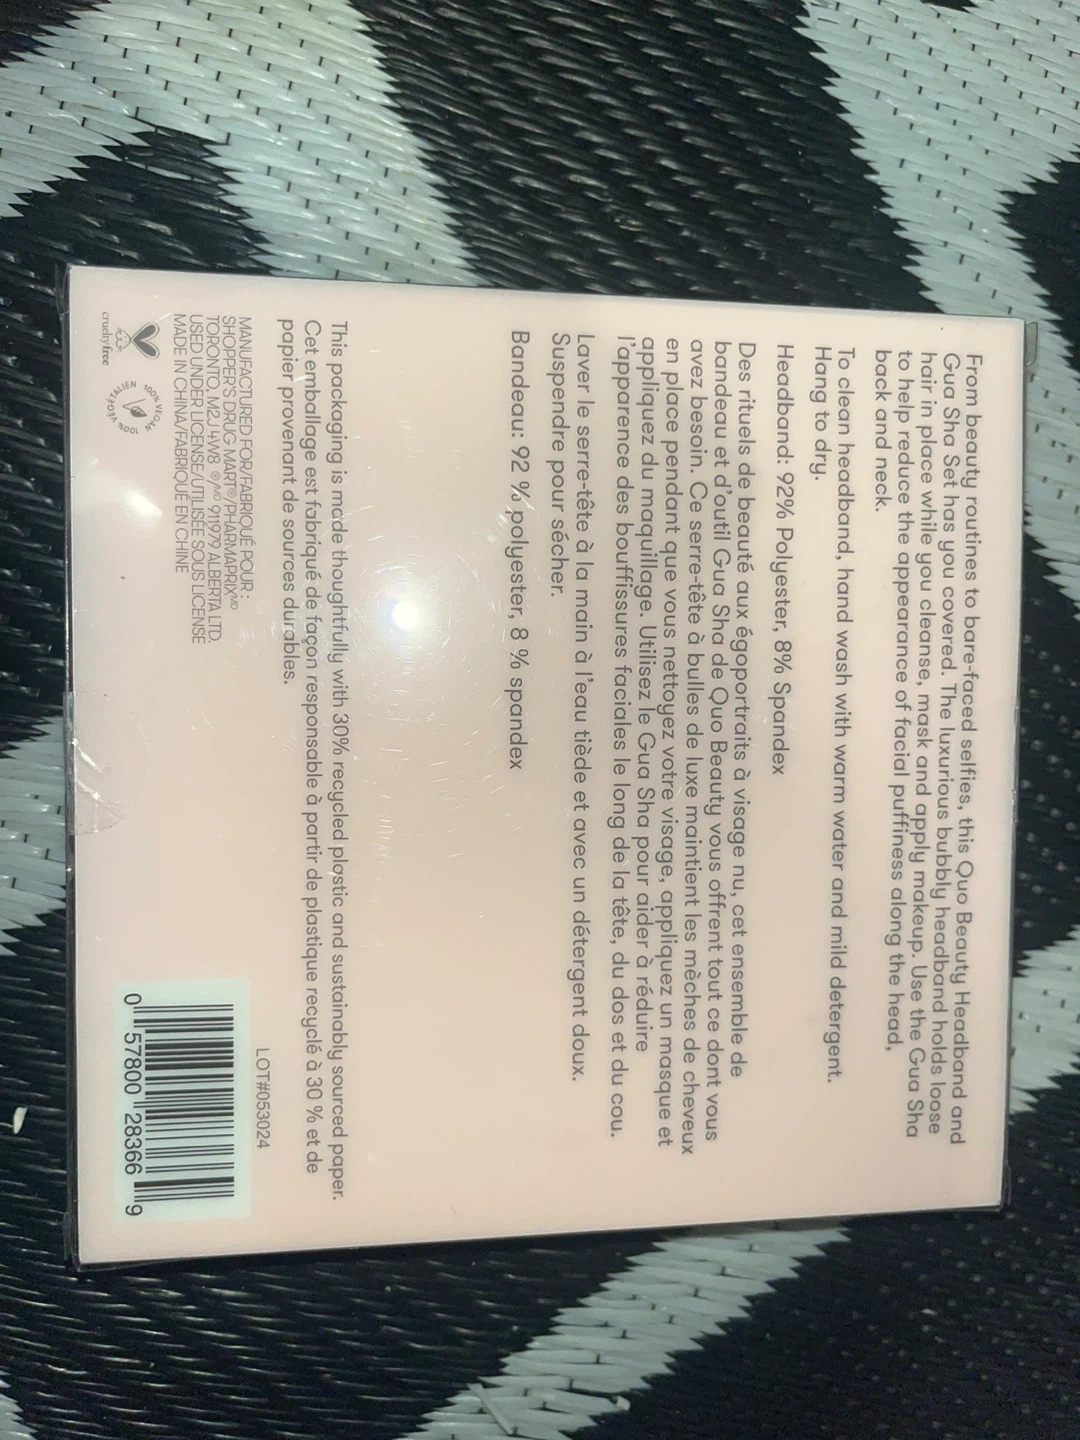 From beauty routines to bare-faced selfies, this Quo Beauty Headband and
Gua Sha Set has you covered. The luxurious bubbly headband holds loose
hair in place while you cleanse, mask and apply makeup. Use the Gua Sha
to help reduce the appearance of facial puffiness along the head,
back and neck.
To clean headband, hand wash with warm water and mild detergent.
Hang to dry.
Headband: 92% Polyester, 8% Spandex
Des rituels de beauté aux égoportraits à visage nu, cet ensemble de
bandeau et d'outil Gua Sha de Quo Beauty vous offrent tout ce dont vous
avez besoin. Ce serre-tête à bulles de luxe maintient les mèches de cheveux
en place pendant que vous nettoyez votre visage, appliquez un masque et
appliquez du maquillage. Utilisez le Gua Sha pour aider à réduire
l'apparence des bouffissures faciales le long de la tête, du dos et du cou.
Laver le serre-tête à la main à l'eau tiède et avec un détergent doux.
Suspendre pour sécher.
Bandeau: 92 % polyester, 8 % spandex
This packaging is made thoughtfully with 30% recycled plastic and sustainably sourced paper.
Cet emballage est fabriqué de façon responsable à partir de plastique recyclé à 30 % et de
papier provenant de sources durables.
MANUFACTURED FOR/FABRIQUÉ POUR :
SHOPPER'S DRUG MART®/PHARMAPRIX MD
TORONTO, M2J 4W8 ®/MD 911979 ALBERTA LTD.
USED UNDER LICENSE/UTILISÉE SOUS LICENSE
MADE IN CHINA/FABRIQUÉ EN CHINE
cruelty free
100% VEGAN
100% VÉGÉTALIEN
LOT#053024
0 57800 28366 9